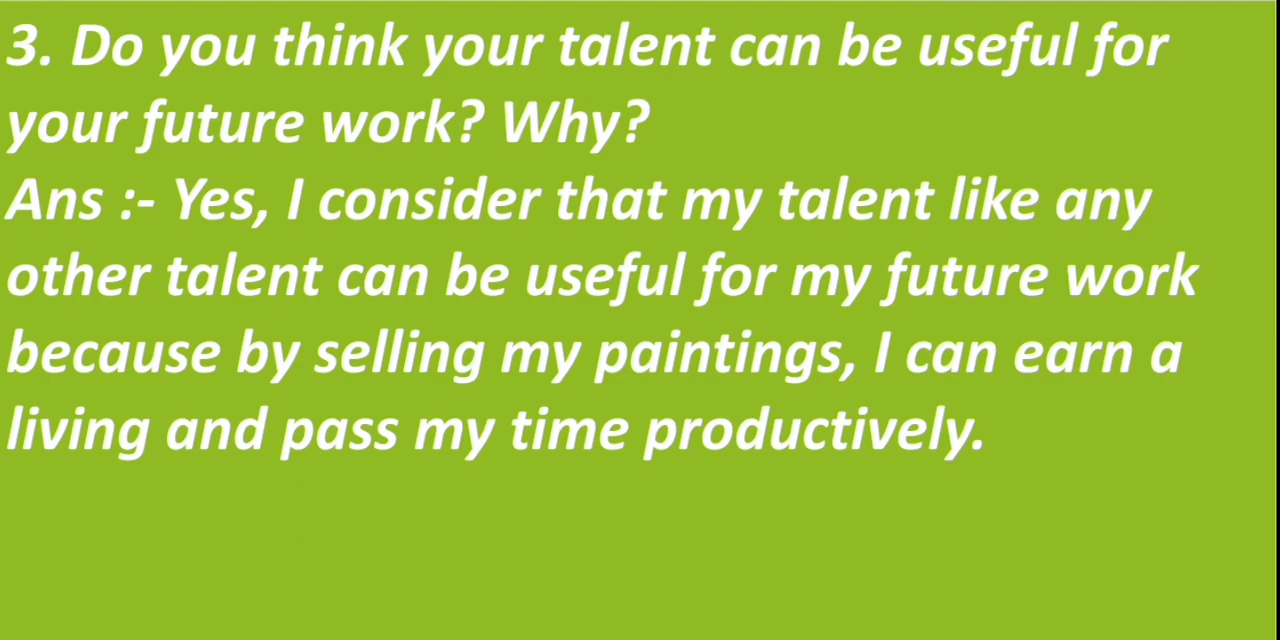 3. Do you think your talent can be useful for
your future work? Why?
Ans :- Yes, I consider that my talent like any
other talent can be useful for my future work
because by selling my paintings, I can earn a
living and pass my time productively.